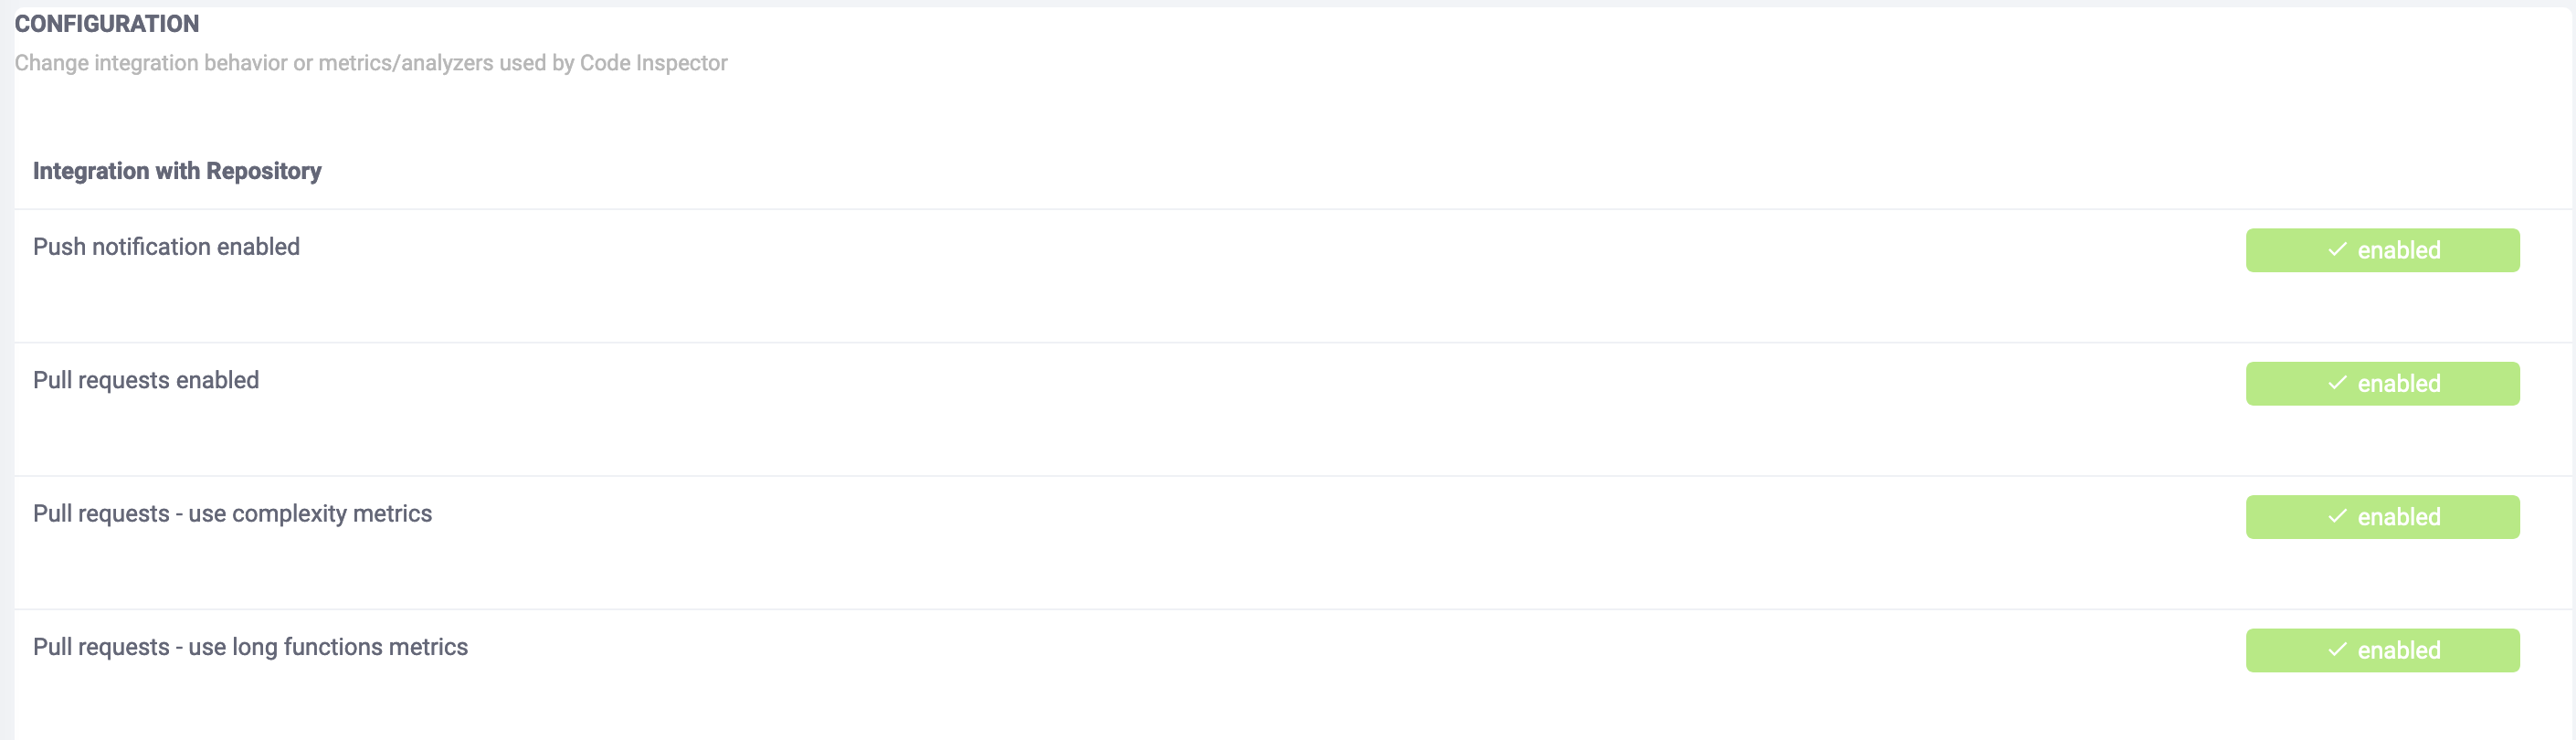 CONFIGURATION
Change integration behavior or metrics/analyzers used by Code Inspector
Integration with Repository
Push notification enabled
enabled
Pull requests enabled
enabled
Pull requests - use complexity metrics
enabled
Pull requests - use long functions metrics
enabled